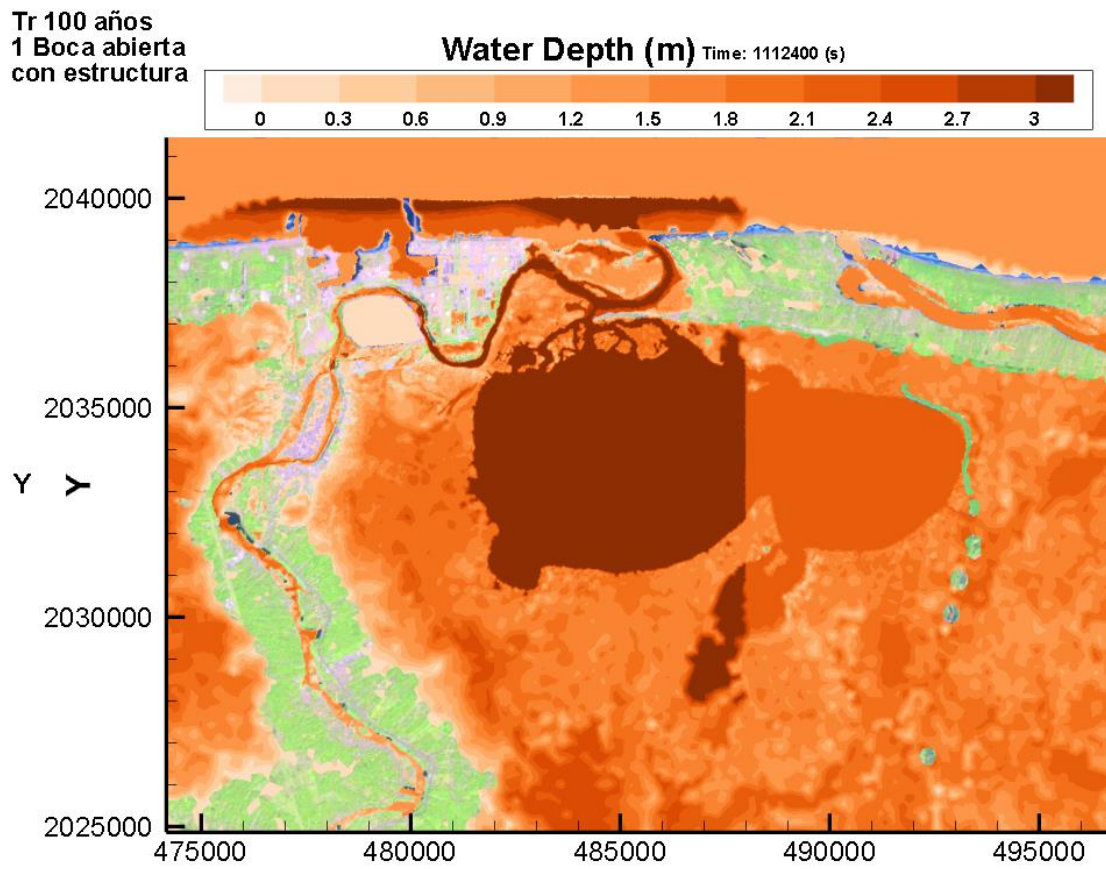 Tr 100 años
1 Boca abierta
con estructura
Water Depth (m) Time: 1112400 (s)
0 0.3 0.6 0.9 1.2 1.5 1.8 2.1 2.4 2.7 3
2040000
2035000
Y Y
2030000
2025000
475000 480000 485000 490000 495000